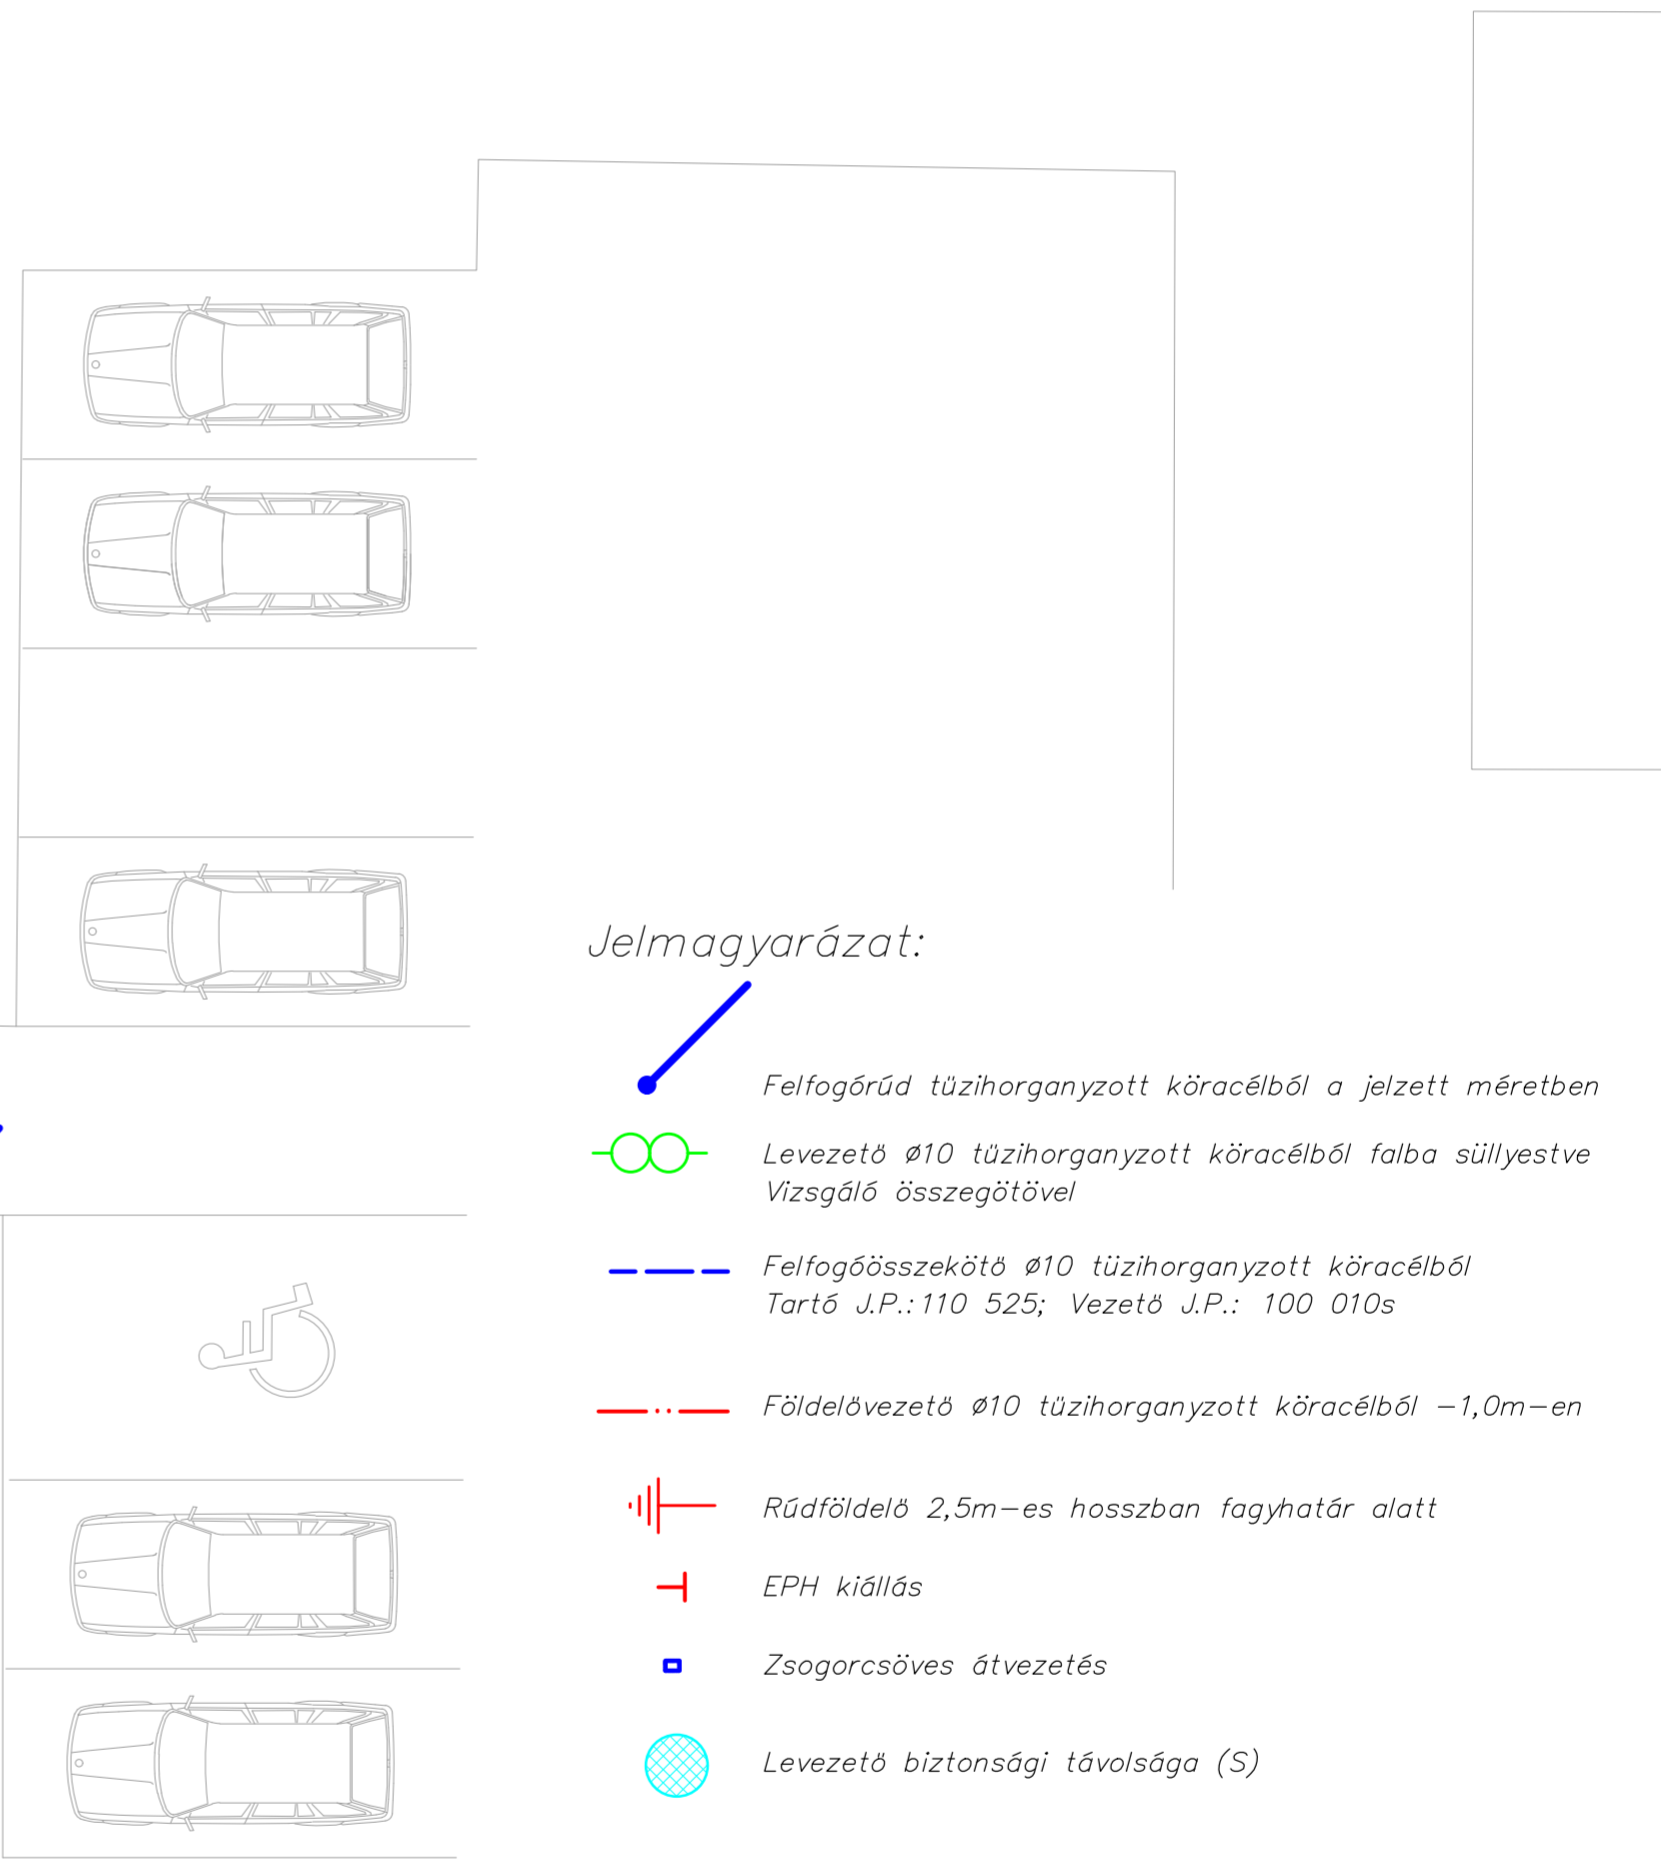 Jelmagyarázat:
Felfogórúd tüzihorganyzott köracélból a jelzett méretben
Levezetö ø10 tüzihorganyzott köracélból falba süllyestve
Vizsgáló összegötövel
Felfogóösszekötö ø10 tüzihorganyzott köracélból
Tartó J.P.:110 525; Vezetö J.P.: 100 010s
Földelövezetö ø10 tüzihorganyzott köracélból -1,0m-en
Rúdföldelö 2,5m-es hosszban fagyhatár alatt
EPH kiállás
Zsogorcsöves átvezetés
Levezetö biztonsági távolsága (S)